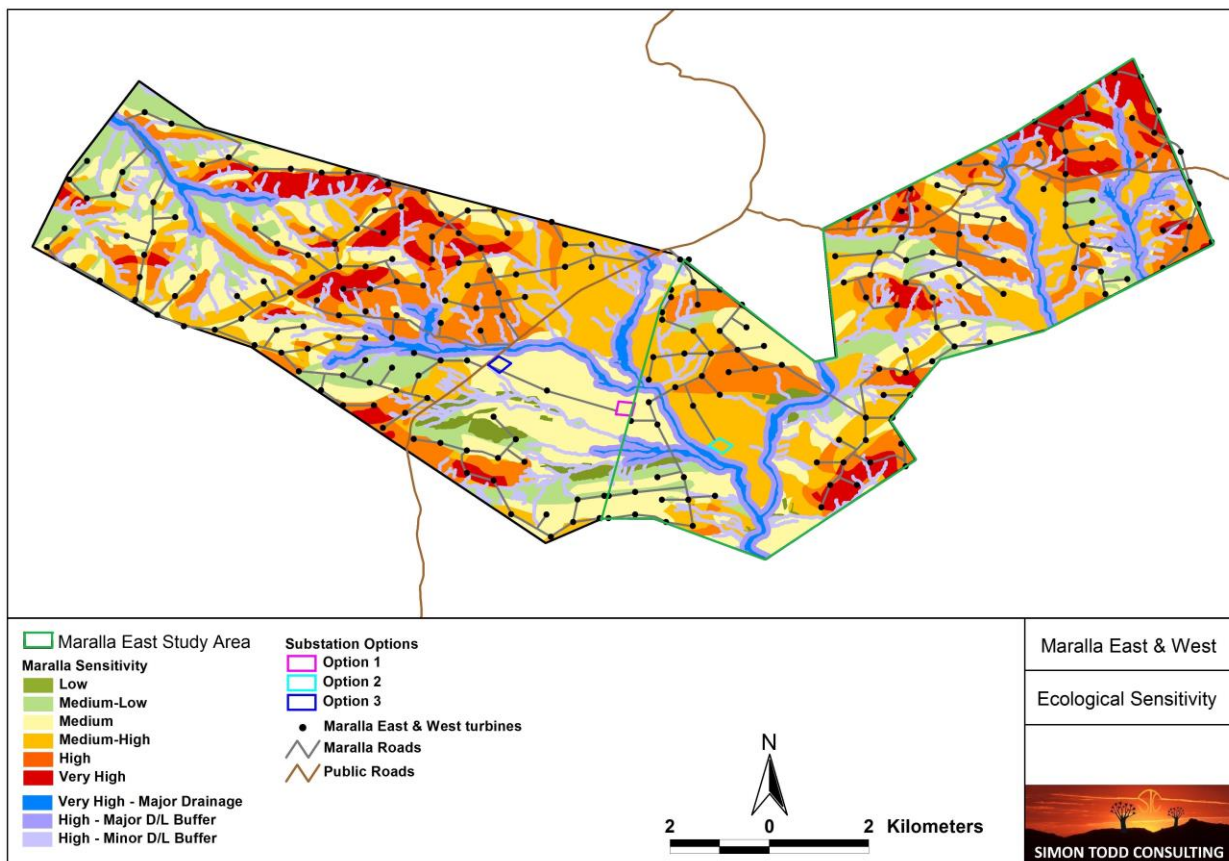 N
2 0 2 Kilometers
Maralla East Study Area
Maralla Sensitivity
Low
Medium-Low
Medium
Medium-High
High
Very High
Very High - Major Drainage
High - Major D/L Buffer
High - Minor D/L Buffer
Substation Options
Option 1
Option 2
Option 3
Maralla East & West turbines
Maralla Roads
Public Roads
Maralla East & West
Ecological Sensitivity
SIMON TODD CONSULTING